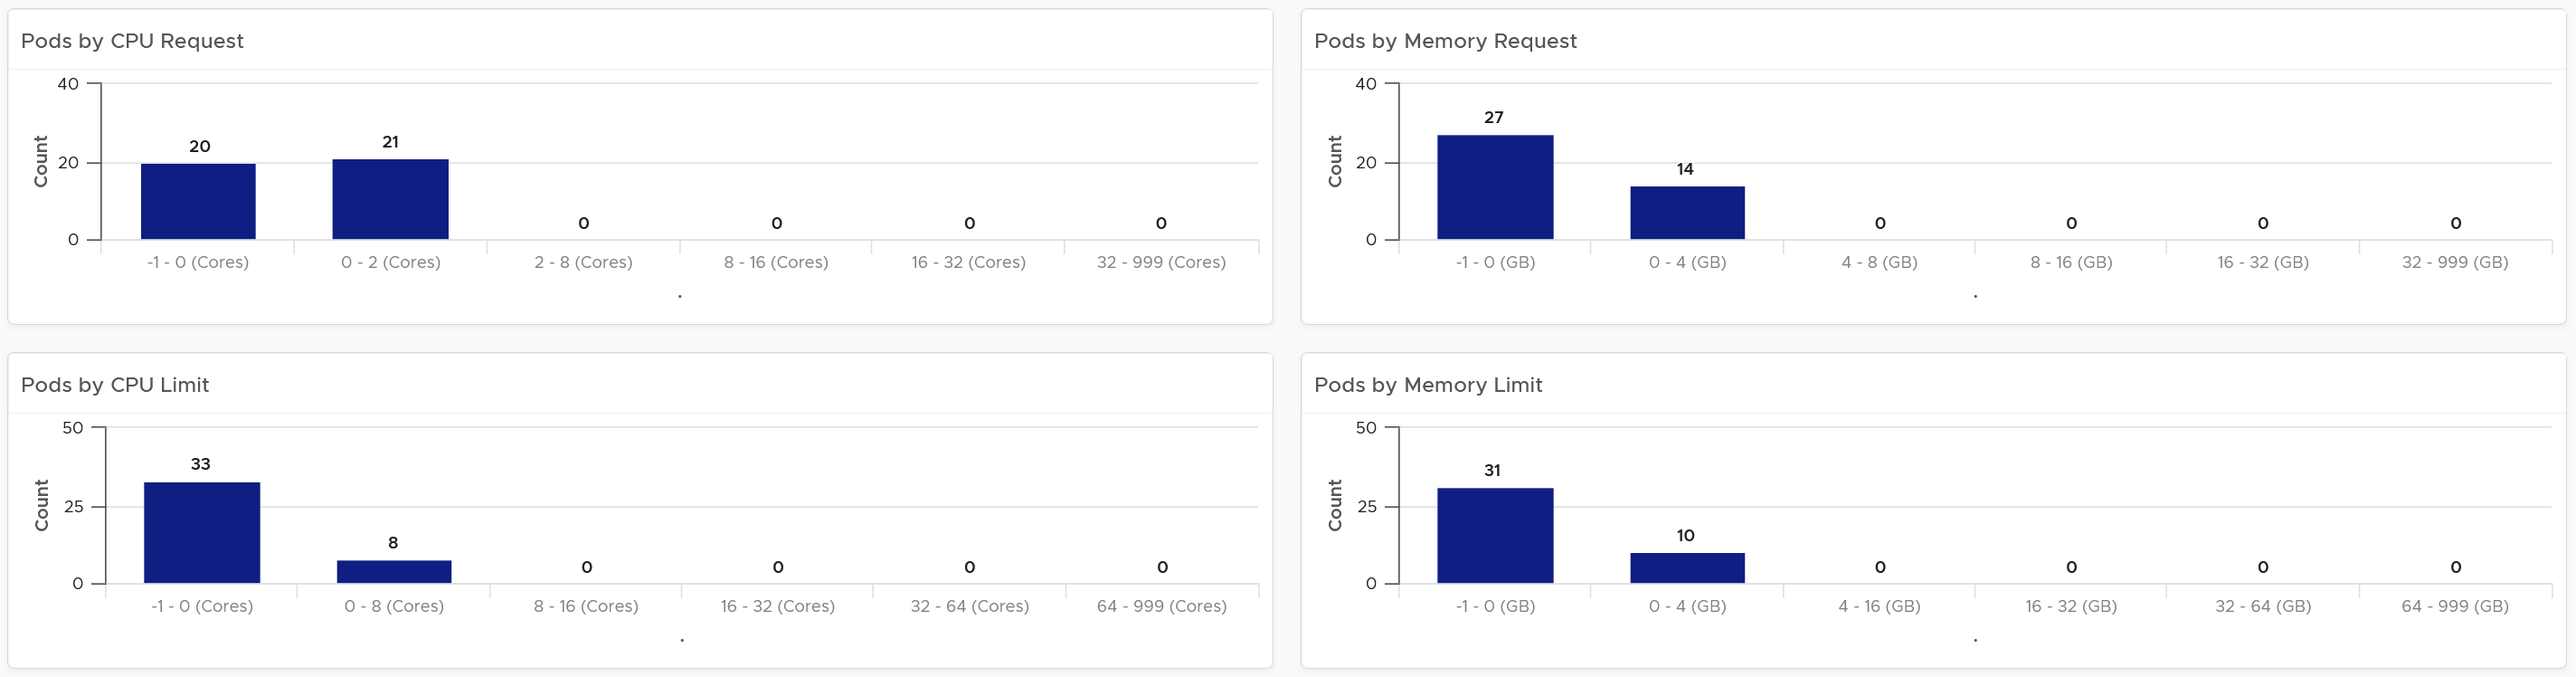 Pods by CPU Request
40
20
0
Count
20
21
0
0
0
0
-1 - 0 (Cores)
0 - 2 (Cores)
2 - 8 (Cores)
8 - 16 (Cores)
16 - 32 (Cores)
32 - 999 (Cores)
.
Pods by Memory Request
40
20
0
Count
27
14
0
0
0
0
-1 - 0 (GB)
0 - 4 (GB)
4 - 8 (GB)
8 - 16 (GB)
16 - 32 (GB)
32 - 999 (GB)
.
Pods by CPU Limit
50
25
0
Count
33
8
0
0
0
0
-1 - 0 (Cores)
0 - 8 (Cores)
8 - 16 (Cores)
16 - 32 (Cores)
32 - 64 (Cores)
64 - 999 (Cores)
.
Pods by Memory Limit
50
25
0
Count
31
10
0
0
0
0
-1 - 0 (GB)
0 - 4 (GB)
4 - 16 (GB)
16 - 32 (GB)
32 - 64 (GB)
64 - 999 (GB)
.